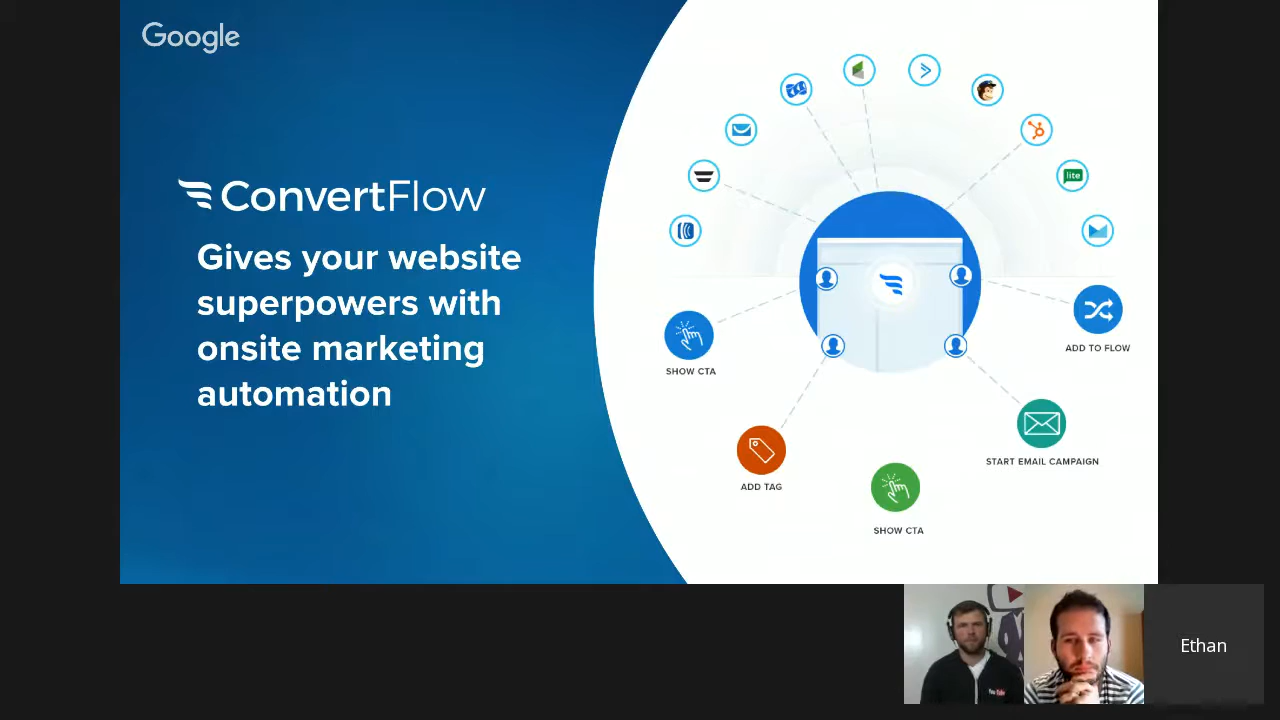 Google
ConvertFlow
Gives your website
superpowers with
onsite marketing
automation
lite
SHOW CTA
ADD TO FLOW
ADD TAG
START EMAIL CAMPAIGN
SHOW CTA
Ethan